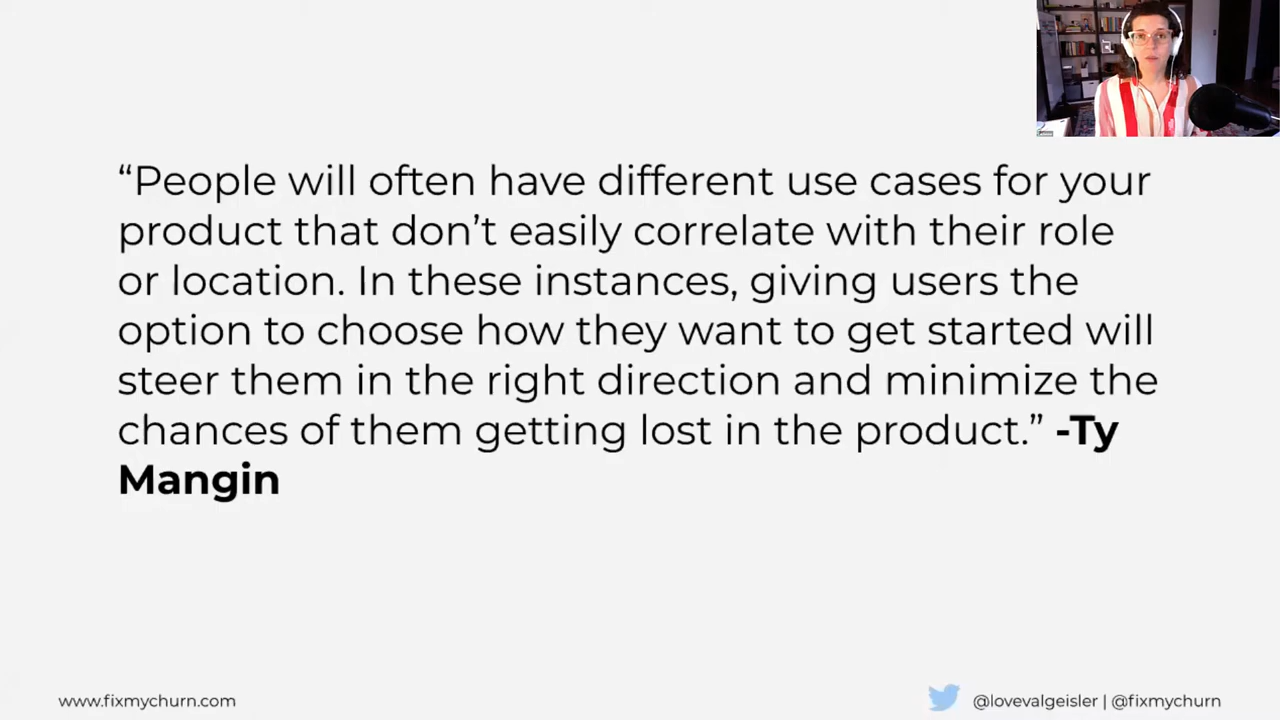 “People will often have different use cases for your
product that don’t easily correlate with their role
or location. In these instances, giving users the
option to choose how they want to get started will
steer them in the right direction and minimize the
chances of them getting lost in the product.” -Ty
Mangin
www.fixmychurn.com
@lovevalgeisler | @fixmychurn